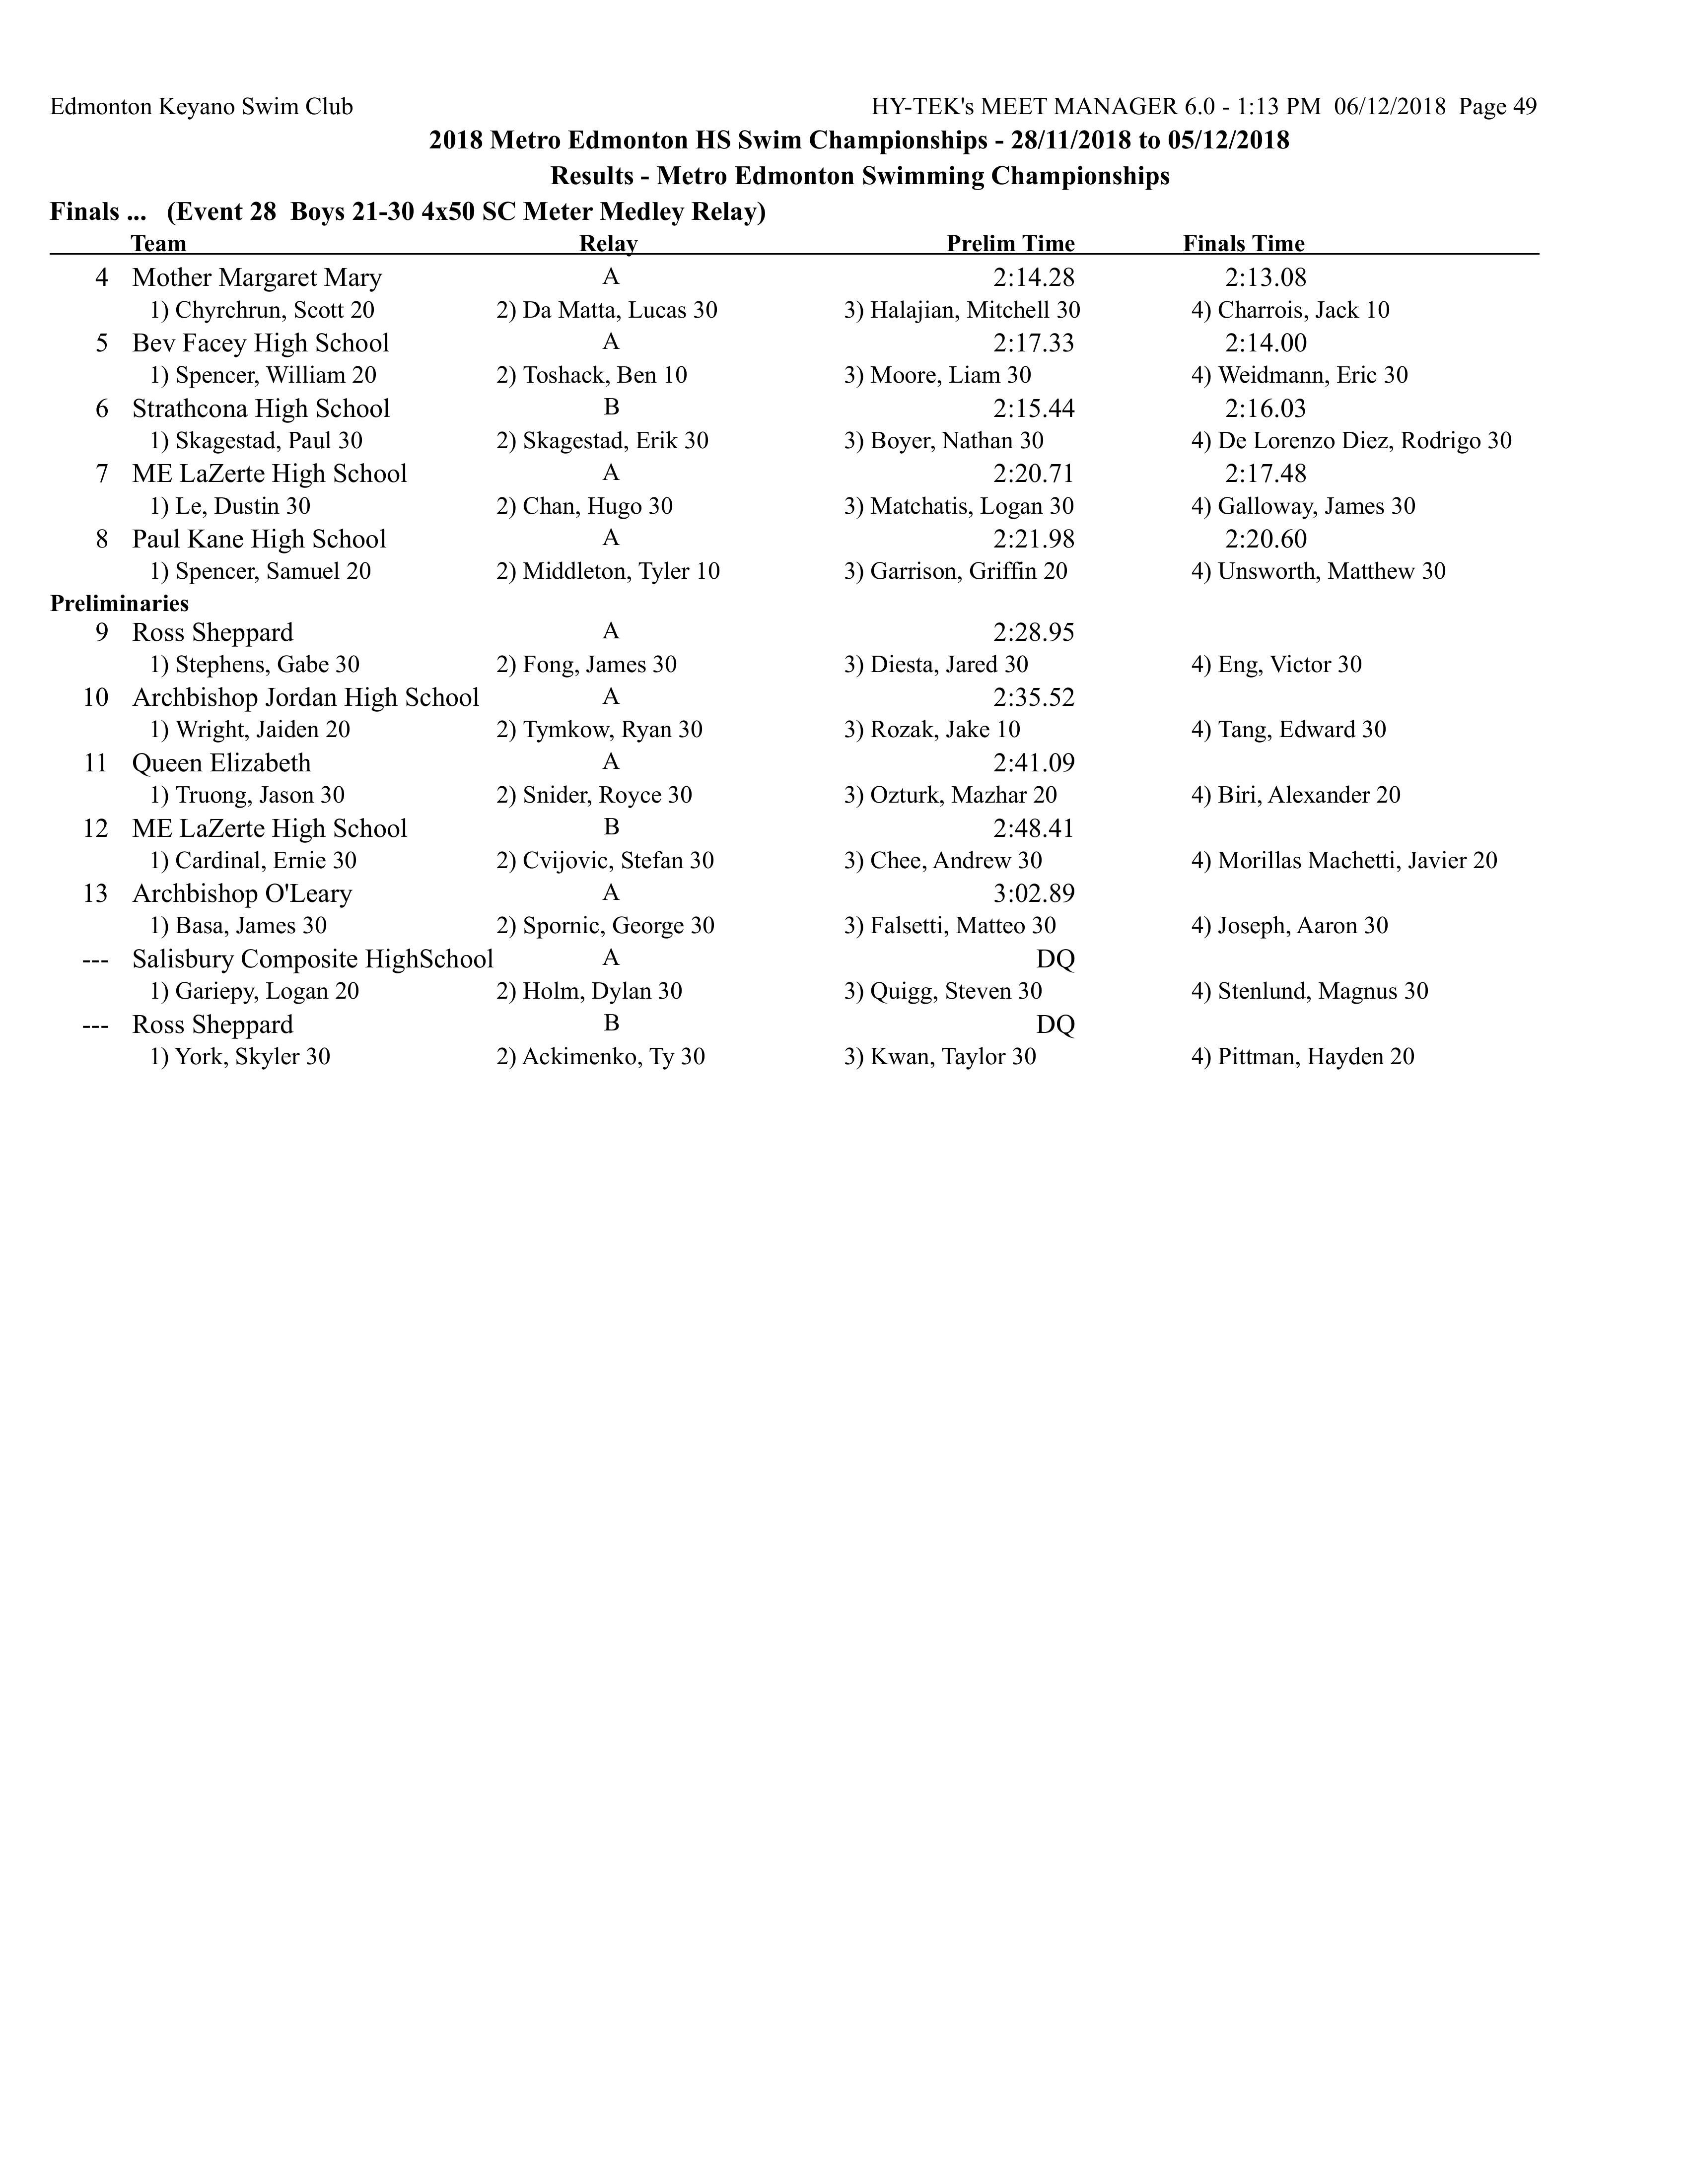 Edmonton Keyano Swim Club HY-TEK's MEET MANAGER 6.0 - 1:13 PM 06/12/2018 Page 49
2018 Metro Edmonton HS Swim Championships - 28/11/2018 to 05/12/2018
Results - Metro Edmonton Swimming Championships
Finals ... (Event 28 Boys 21-30 4x50 SC Meter Medley Relay)
Team Relay Prelim Time Finals Time
4 Mother Margaret Mary A 2:14.28 2:13.08
1) Chyrchrun, Scott 20 2) Da Matta, Lucas 30 3) Halajian, Mitchell 30 4) Charrois, Jack 10
5 Bev Facey High School A 2:17.33 2:14.00
1) Spencer, William 20 2) Toshack, Ben 10 3) Moore, Liam 30 4) Weidmann, Eric 30
6 Strathcona High School B 2:15.44 2:16.03
1) Skagestad, Paul 30 2) Skagestad, Erik 30 3) Boyer, Nathan 30 4) De Lorenzo Diez, Rodrigo 30
7 ME LaZerte High School A 2:20.71 2:17.48
1) Le, Dustin 30 2) Chan, Hugo 30 3) Matchatis, Logan 30 4) Galloway, James 30
8 Paul Kane High School A 2:21.98 2:20.60
1) Spencer, Samuel 20 2) Middleton, Tyler 10 3) Garrison, Griffin 20 4) Unsworth, Matthew 30
Preliminaries
9 Ross Sheppard A 2:28.95
1) Stephens, Gabe 30 2) Fong, James 30 3) Diesta, Jared 30 4) Eng, Victor 30
10 Archbishop Jordan High School A 2:35.52
1) Wright, Jaiden 20 2) Tymkow, Ryan 30 3) Rozak, Jake 10 4) Tang, Edward 30
11 Queen Elizabeth A 2:41.09
1) Truong, Jason 30 2) Snider, Royce 30 3) Ozturk, Mazhar 20 4) Biri, Alexander 20
12 ME LaZerte High School B 2:48.41
1) Cardinal, Ernie 30 2) Cvijovic, Stefan 30 3) Chee, Andrew 30 4) Morillas Machetti, Javier 20
13 Archbishop O'Leary A 3:02.89
1) Basa, James 30 2) Spornic, George 30 3) Falsetti, Matteo 30 4) Joseph, Aaron 30
--- Salisbury Composite HighSchool A DQ
1) Gariepy, Logan 20 2) Holm, Dylan 30 3) Quigg, Steven 30 4) Stenlund, Magnus 30
--- Ross Sheppard B DQ
1) York, Skyler 30 2) Ackimenko, Ty 30 3) Kwan, Taylor 30 4) Pittman, Hayden 20